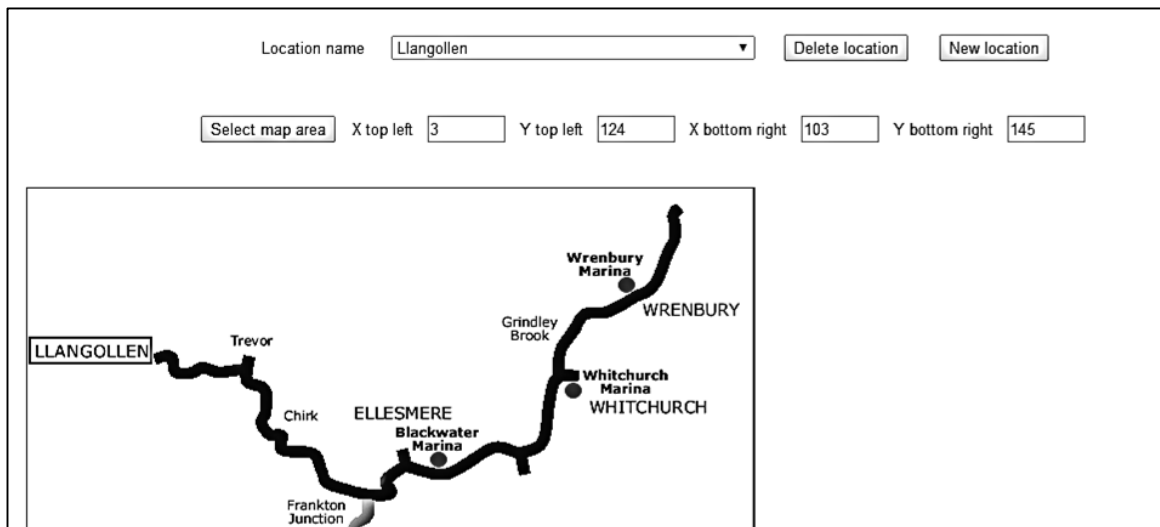 Location name Llangollen Delete location New location
Select map area X top left 3 Y top left 124 X bottom right 103 Y bottom right 145
Wrenbury
Marina
WRENBURY
Grindley
Brook
Trevor
LLANGOLLEN
Whitchurch
Marina
WHITCHURCH
Chirk
ELLESMERE
Blackwater
Marina
Frankton
Junction